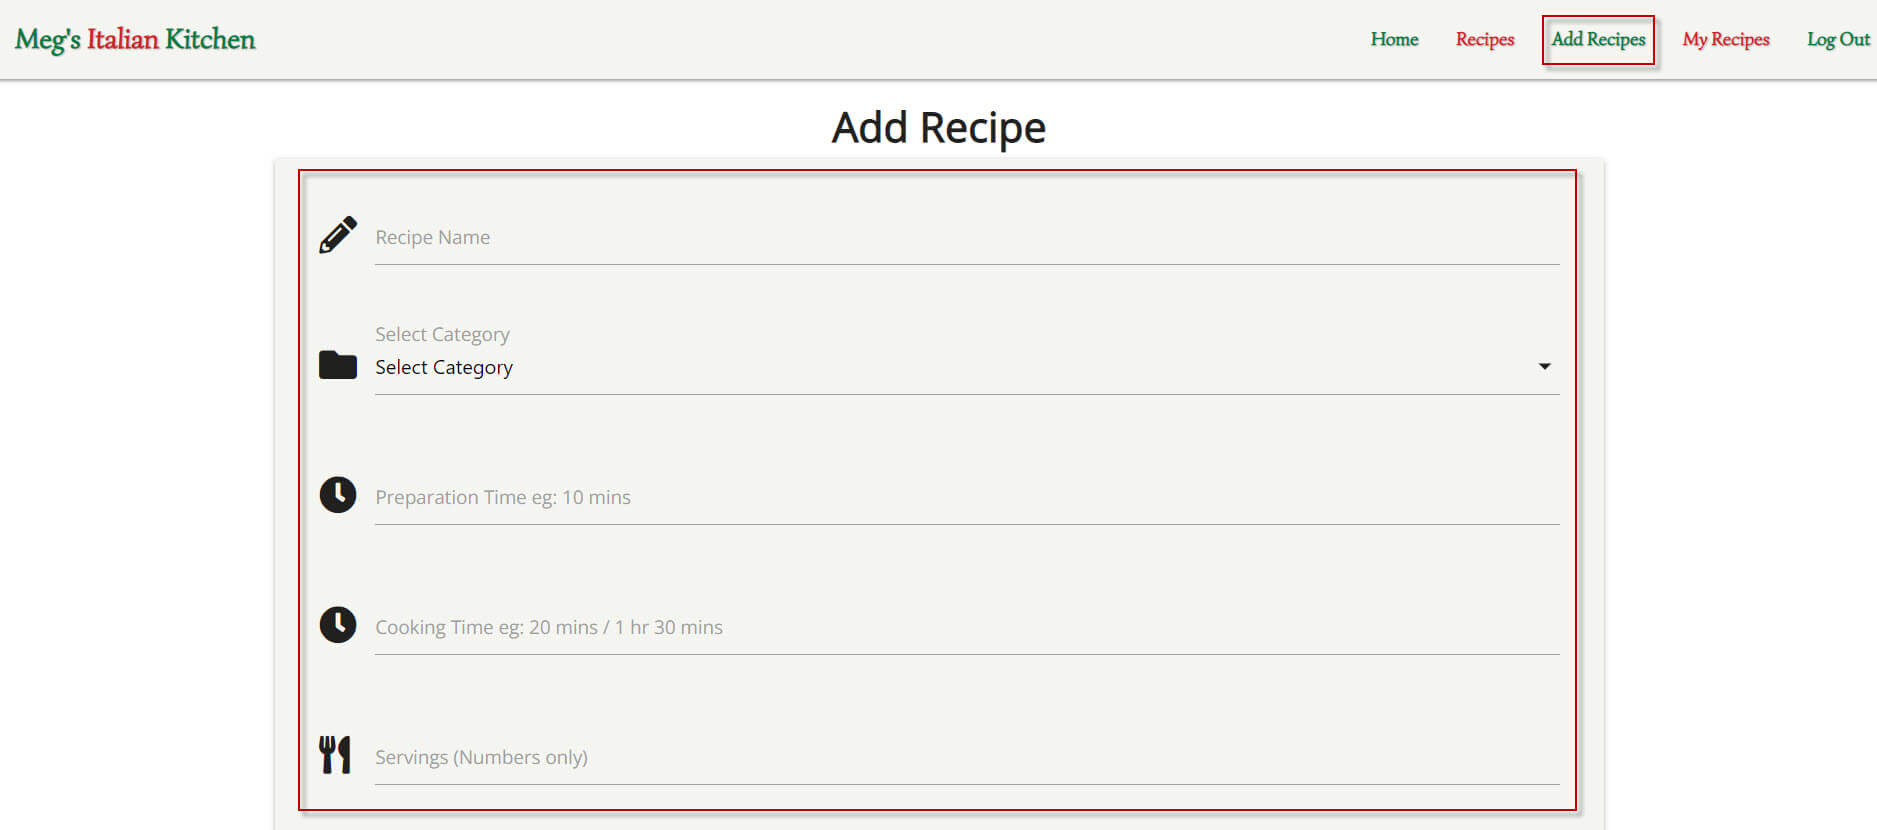 Meg's Italian Kitchen
Home Recipes Add Recipes My Recipes Log Out
Add Recipe
Recipe Name
Select Category
Select Category
Preparation Time eg: 10 mins
Cooking Time eg: 20 mins / 1 hr 30 mins
Servings (Numbers only)